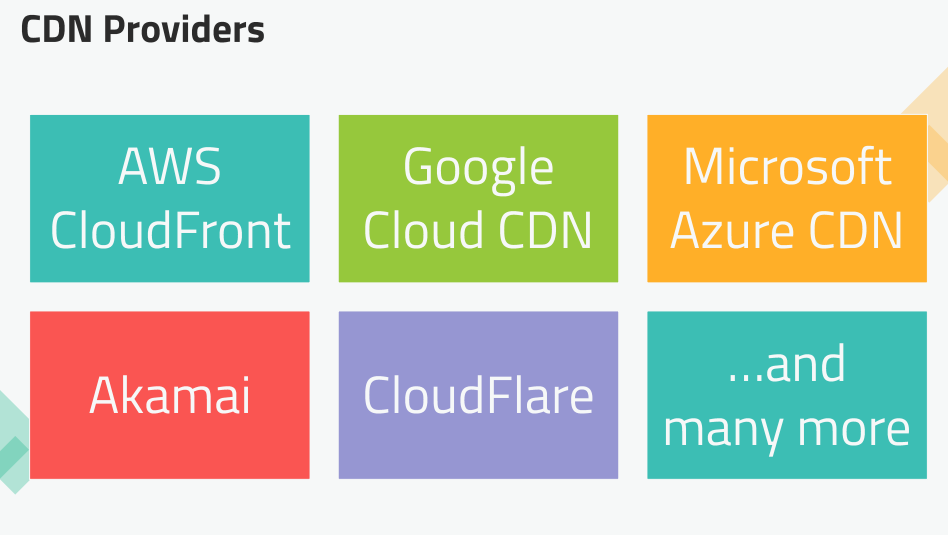 CDN Providers
AWS
CloudFront
Google
Cloud CDN
Microsoft
Azure CDN
Akamai
CloudFlare
...and
many more